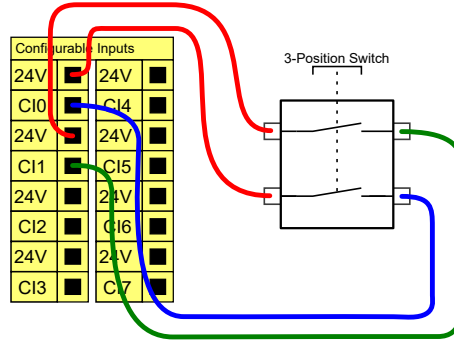 Configurable Inputs
3-Position Switch
24V 24V
CI0 CI4
24V 24V
CI1 CI5
24V 24V
CI2 CI6
24V 24V
CI3 CI7